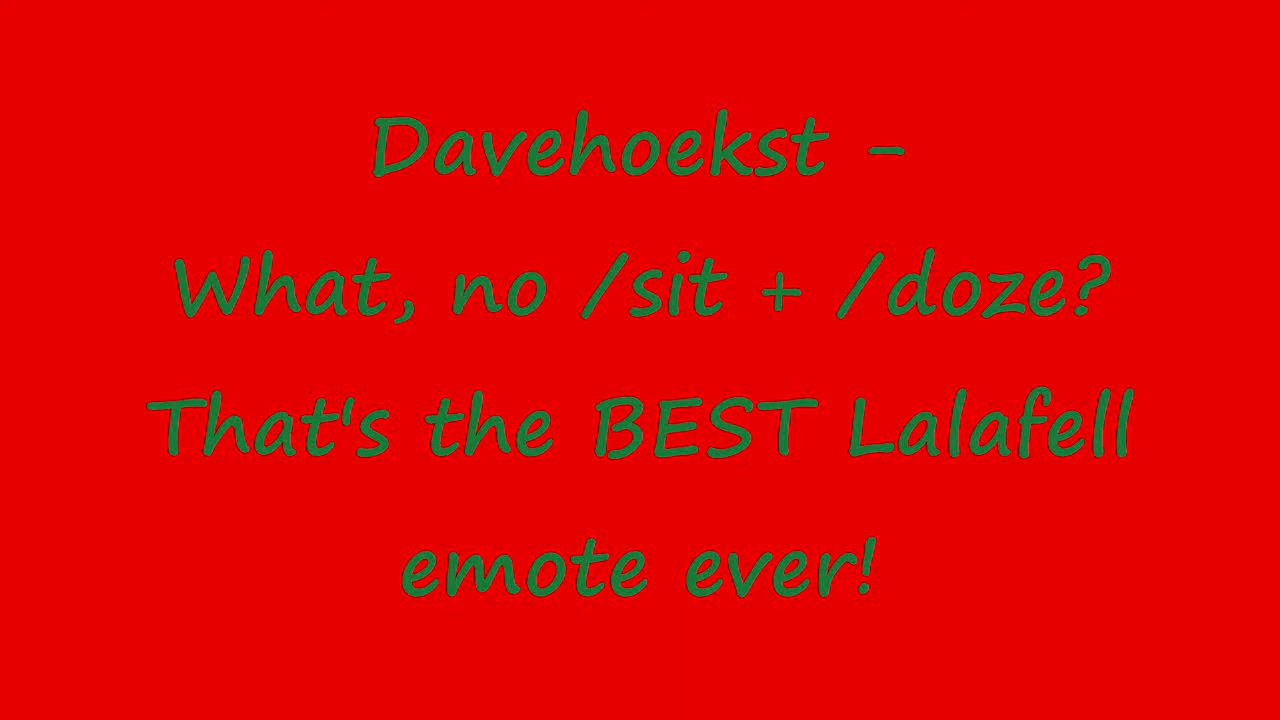 Davehoekst -
What, no /sit + /doze?
That's the BEST Lalafell
emote ever!